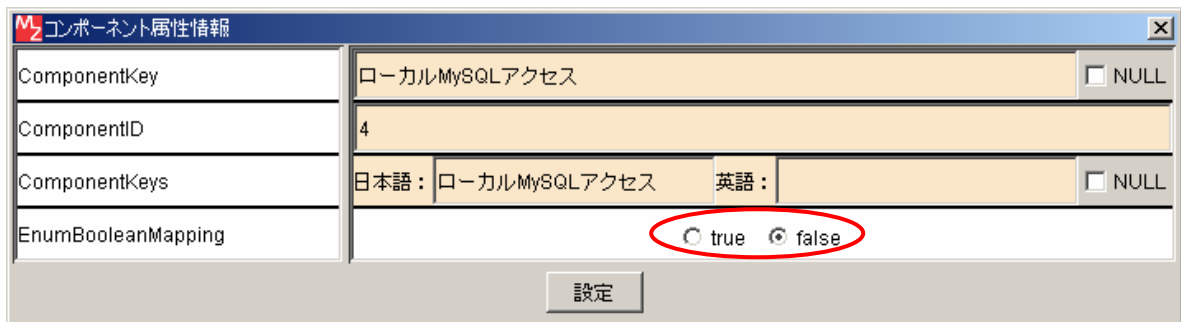 MZ コンポーネント属性情報
ComponentKey ローカルMySQLアクセス NULL
ComponentID 4
ComponentKeys 日本語： ローカルMySQLアクセス 英語： NULL
EnumBooleanMapping true false
設定